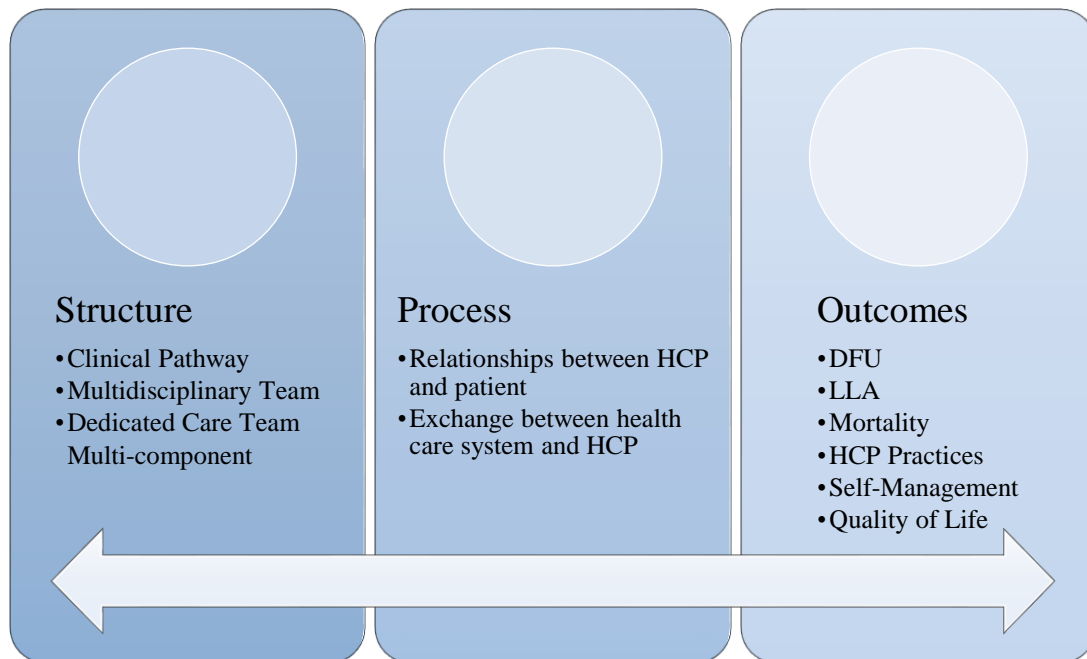 Structure
•Clinical Pathway
•Multidisciplinary Team
•Dedicated Care Team
Multi-component
Process
•Relationships between HCP
and patient
•Exchange between health
care system and HCP
Outcomes
•DFU
•LLA
•Mortality
•HCP Practices
•Self-Management
•Quality of Life